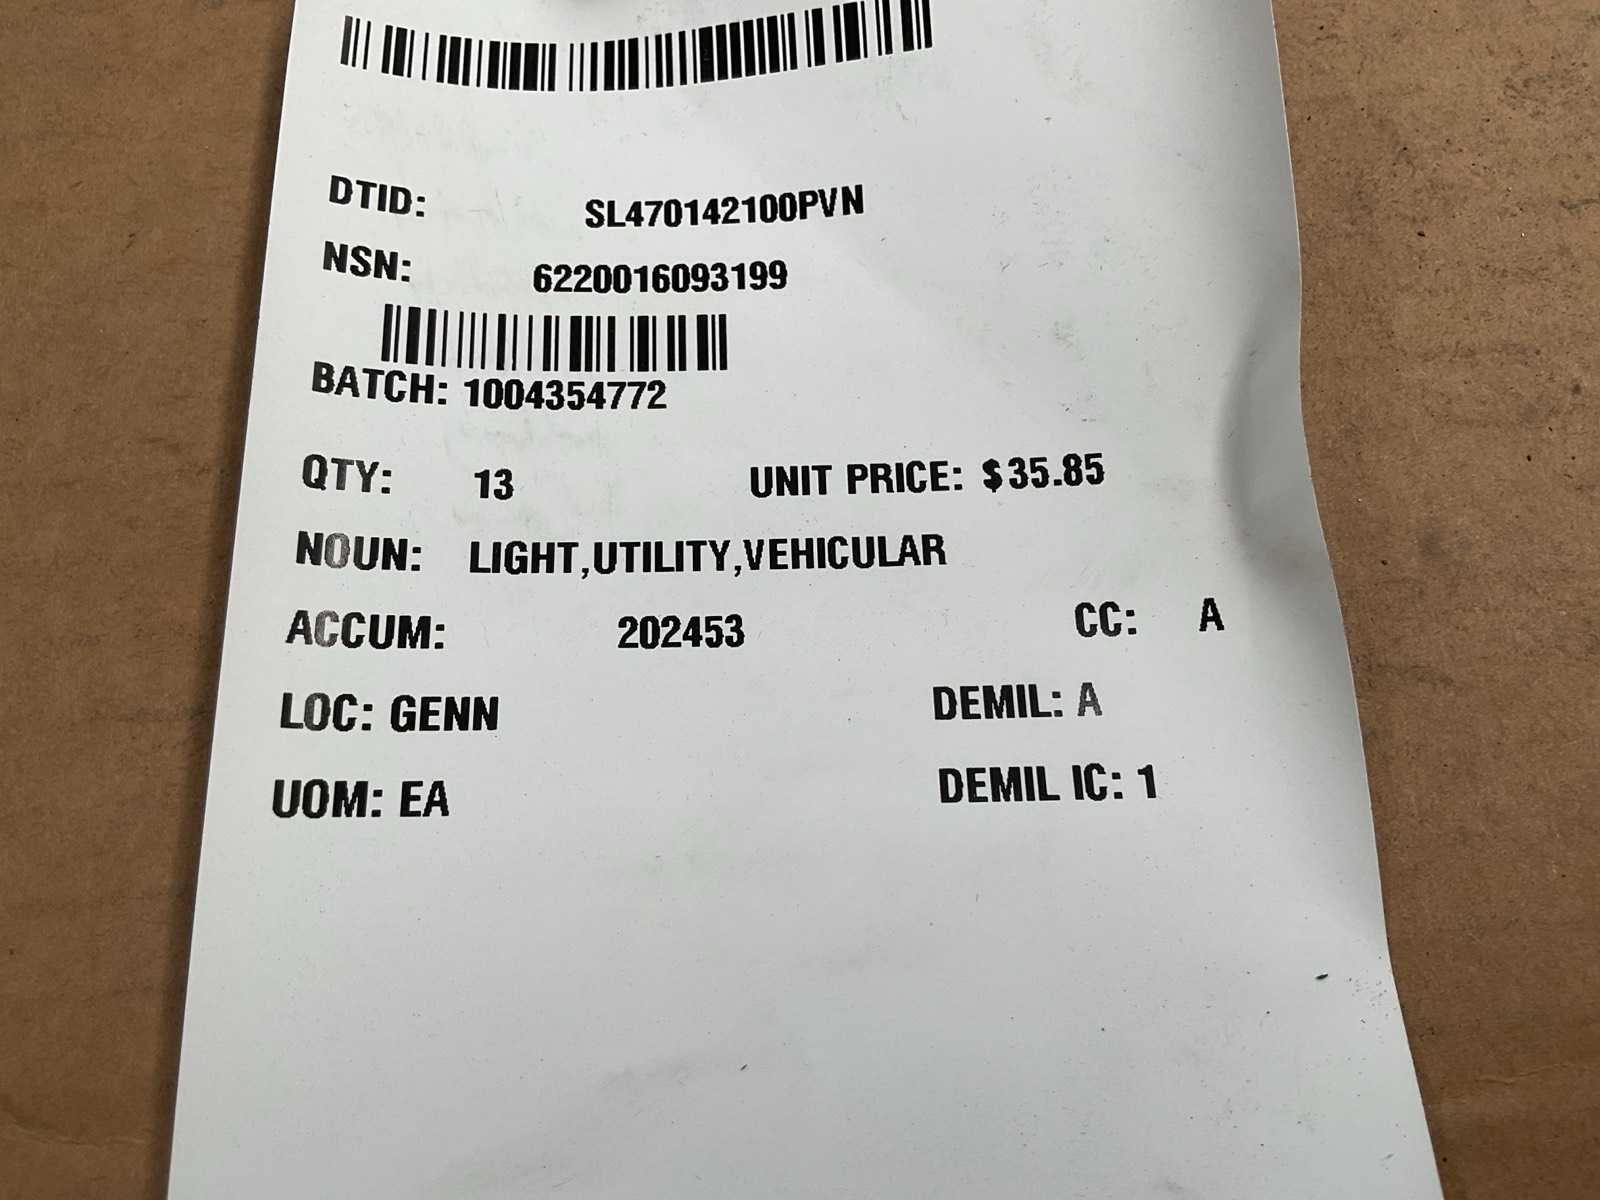 DTID: SL470142100PVN
NSN: 6220016093199
BATCH: 1004354772
QTY: 13 UNIT PRICE: $35.85
NOUN: LIGHT,UTILITY,VEHICULAR
ACCUM: 202453 CC: A
LOC: GENN DEMIL: A
UOM: EA DEMIL IC: 1